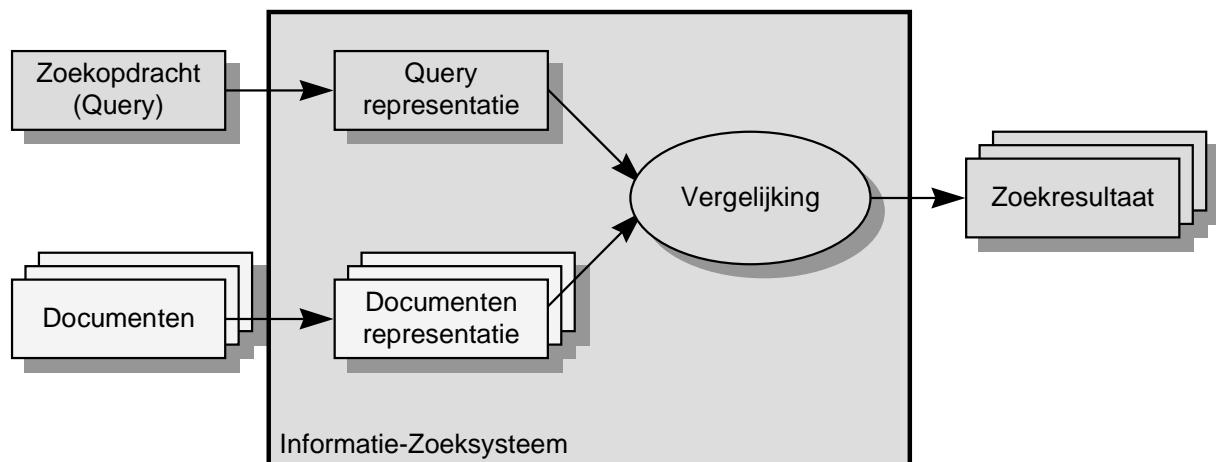 Zoekopdracht
(Query)
Query
representatie
Vergelijking
Zoekresultaat
Documenten
Documenten
representatie
Informatie-Zoeksysteem